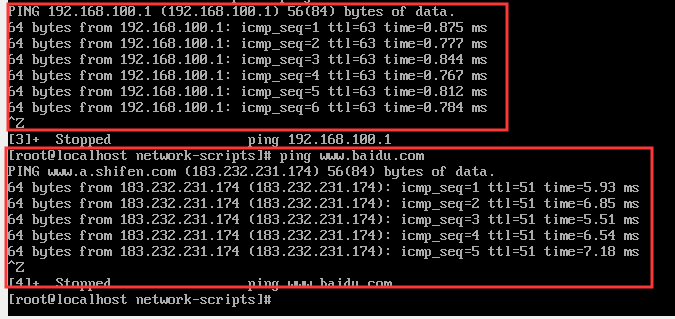 PING 192.168.100.1 (192.168.100.1) 56(84) bytes of data.
64 bytes from 192.168.100.1: icmp_seq=1 ttl=63 time=0.875 ms
64 bytes from 192.168.100.1: icmp_seq=2 ttl=63 time=0.777 ms
64 bytes from 192.168.100.1: icmp_seq=3 ttl=63 time=0.844 ms
64 bytes from 192.168.100.1: icmp_seq=4 ttl=63 time=0.767 ms
64 bytes from 192.168.100.1: icmp_seq=5 ttl=63 time=0.812 ms
64 bytes from 192.168.100.1: icmp_seq=6 ttl=63 time=0.784 ms
^Z
[3]+  Stopped                 ping 192.168.100.1
[root@localhost network-scripts]# ping www.baidu.com
PING www.a.shifen.com (183.232.231.174) 56(84) bytes of data.
64 bytes from 183.232.231.174 (183.232.231.174): icmp_seq=1 ttl=51 time=5.93 ms
64 bytes from 183.232.231.174 (183.232.231.174): icmp_seq=2 ttl=51 time=6.85 ms
64 bytes from 183.232.231.174 (183.232.231.174): icmp_seq=3 ttl=51 time=5.51 ms
64 bytes from 183.232.231.174 (183.232.231.174): icmp_seq=4 ttl=51 time=6.54 ms
64 bytes from 183.232.231.174 (183.232.231.174): icmp_seq=5 ttl=51 time=7.18 ms
^Z
[4]+  Stopped                 ping www.baidu.com
[root@localhost network-scripts]#